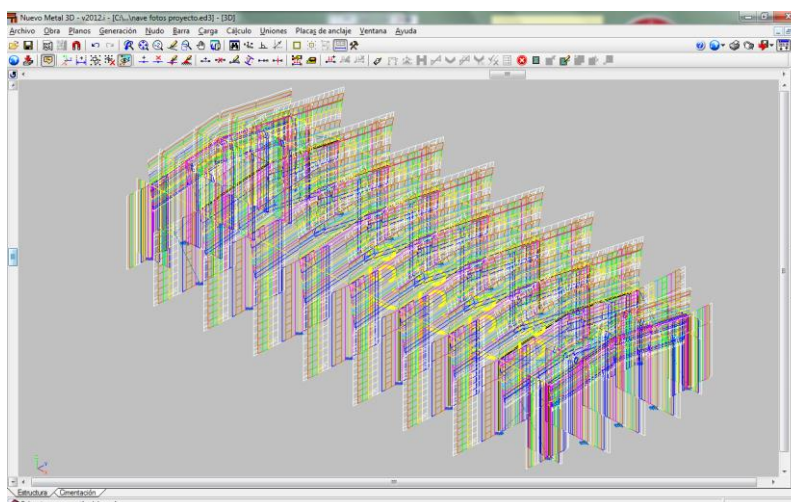 Nuevo Metal 3D - v2012.i - [C:\...\nave fotos proyecto.ed3] - [3D]
Archivo Obra Planos Generación Nudo Barra Carga Cálculo Uniones Placas de anclaje Ventana Ayuda
Estructura Cimentación